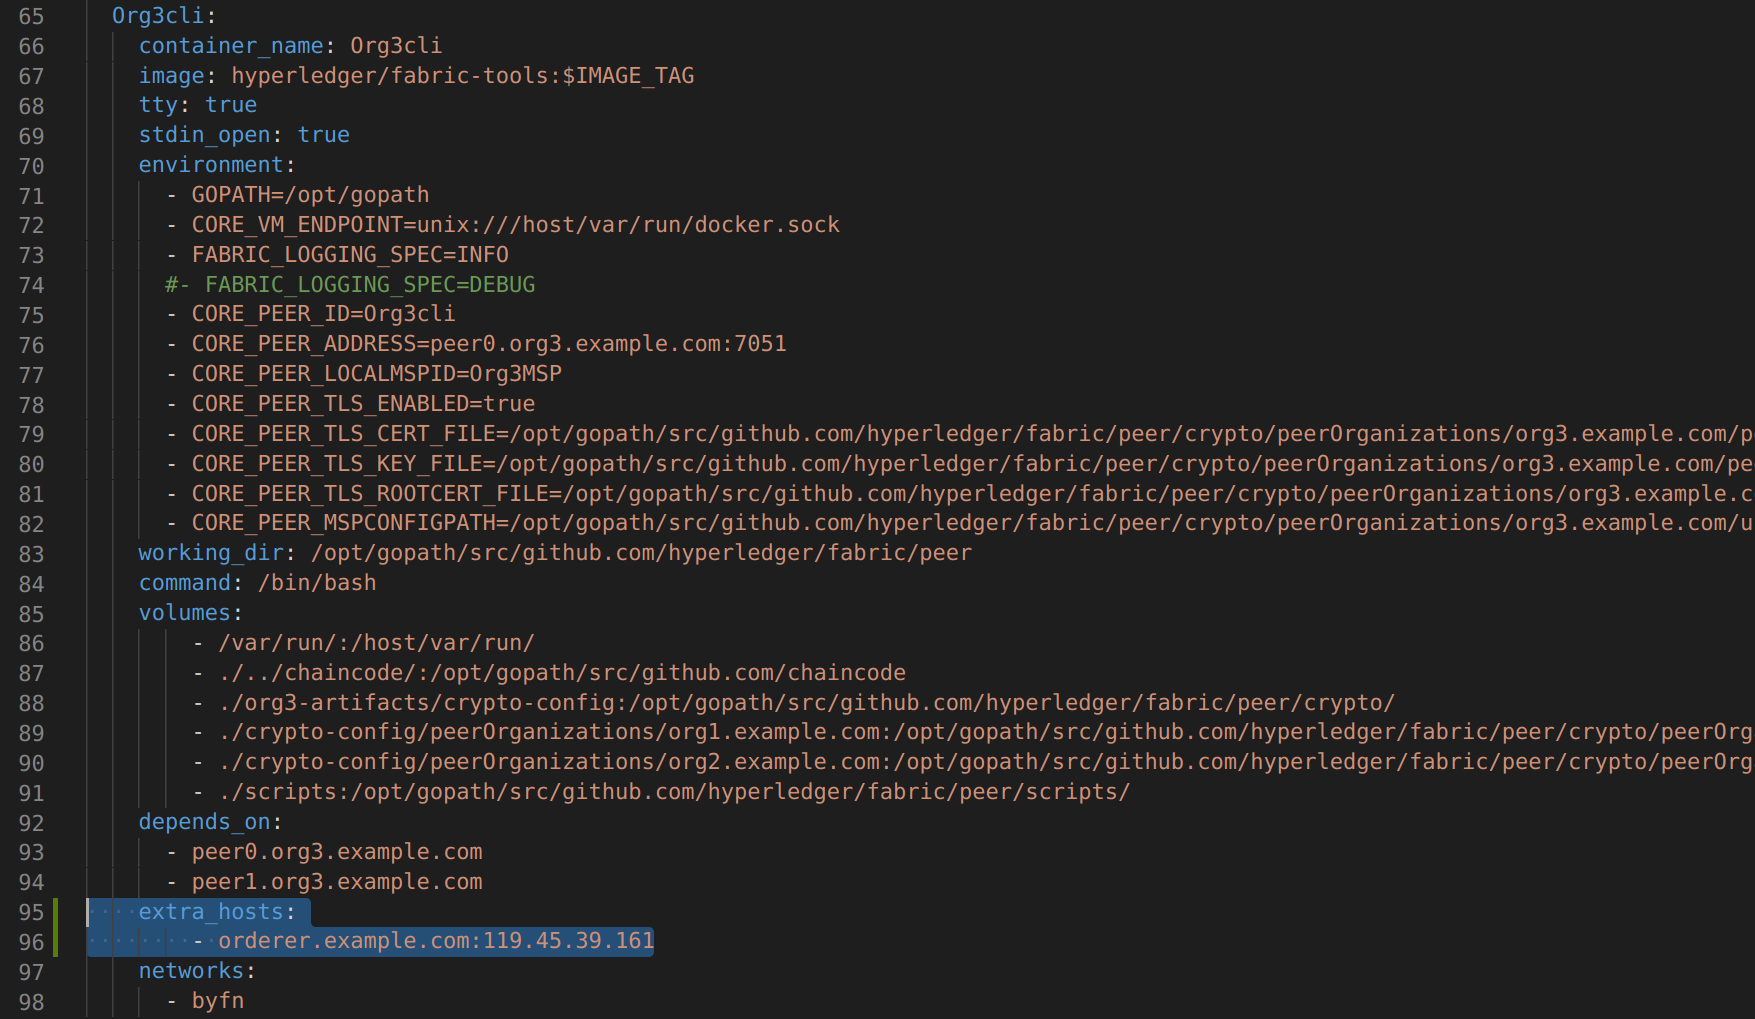 65 Org3cli:
66 container_name: Org3cli
67 image: hyperledger/fabric-tools:$IMAGE_TAG
68 tty: true
69 stdin_open: true
70 environment:
71 - GOPATH=/opt/gopath
72 - CORE_VM_ENDPOINT=unix:///host/var/run/docker.sock
73 - FABRIC_LOGGING_SPEC=INFO
74 #- FABRIC_LOGGING_SPEC=DEBUG
75 - CORE_PEER_ID=Org3cli
76 - CORE_PEER_ADDRESS=peer0.org3.example.com:7051
77 - CORE_PEER_LOCALMSPID=Org3MSP
78 - CORE_PEER_TLS_ENABLED=true
79 - CORE_PEER_TLS_CERT_FILE=/opt/gopath/src/github.com/hyperledger/fabric/peer/crypto/peerOrganizations/org3.example.com/p
80 - CORE_PEER_TLS_KEY_FILE=/opt/gopath/src/github.com/hyperledger/fabric/peer/crypto/peerOrganizations/org3.example.com/pe
81 - CORE_PEER_TLS_ROOTCERT_FILE=/opt/gopath/src/github.com/hyperledger/fabric/peer/crypto/peerOrganizations/org3.example.c
82 - CORE_PEER_MSPCONFIGPATH=/opt/gopath/src/github.com/hyperledger/fabric/peer/crypto/peerOrganizations/org3.example.com/u
83 working_dir: /opt/gopath/src/github.com/hyperledger/fabric/peer
84 command: /bin/bash
85 volumes:
86 - /var/run/:/host/var/run/
87 - ./../chaincode/:/opt/gopath/src/github.com/chaincode
88 - ./org3-artifacts/crypto-config:/opt/gopath/src/github.com/hyperledger/fabric/peer/crypto/
89 - ./crypto-config/peerOrganizations/org1.example.com:/opt/gopath/src/github.com/hyperledger/fabric/peer/crypto/peerOrg
90 - ./crypto-config/peerOrganizations/org2.example.com:/opt/gopath/src/github.com/hyperledger/fabric/peer/crypto/peerOrg
91 - ./scripts:/opt/gopath/src/github.com/hyperledger/fabric/peer/scripts/
92 depends_on:
93 - peer0.org3.example.com
94 - peer1.org3.example.com
95 extra_hosts:
96 - orderer.example.com:119.45.39.161
97 networks:
98 - byfn